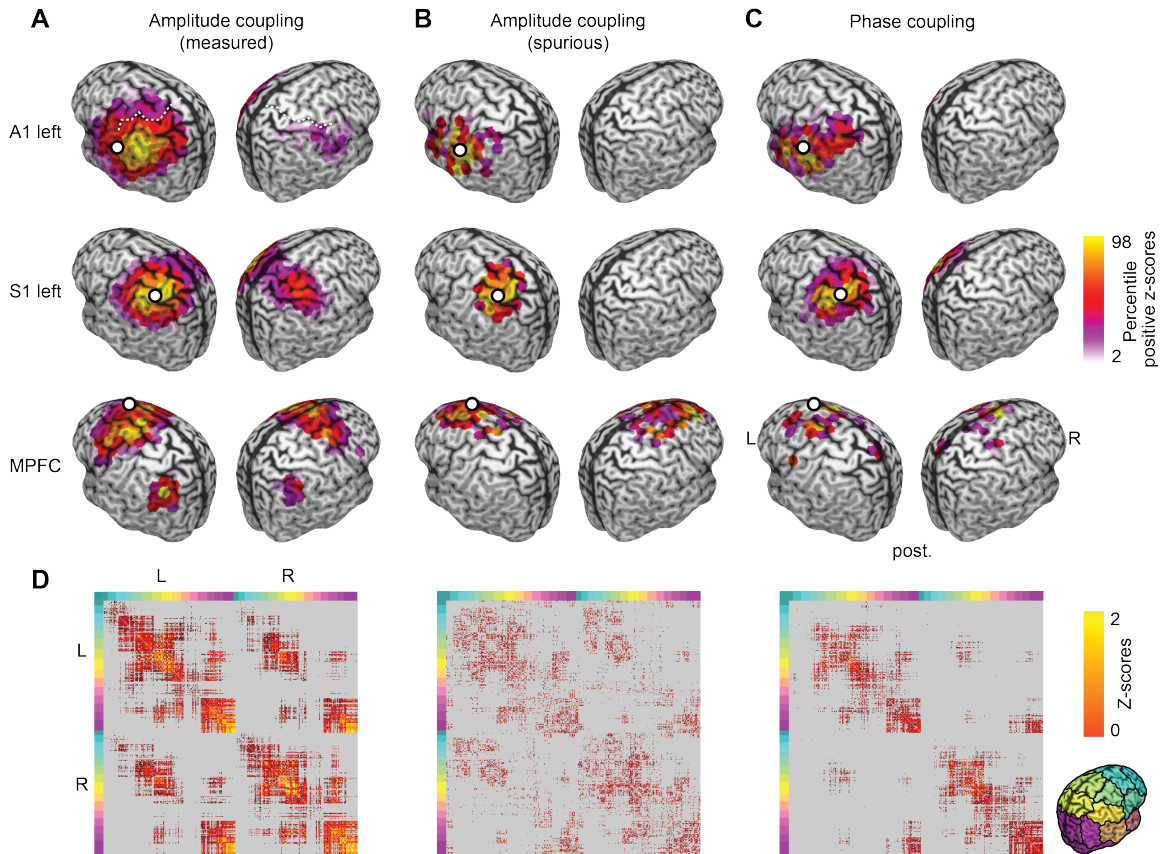 A
Amplitude coupling
(measured)
B
Amplitude coupling
(spurious)
C
Phase coupling
A1 left
S1 left
98
2
Percentile
positive z-scores
MPFC
L
R
post.
D
L
R
L
R
2
0
Z-scores